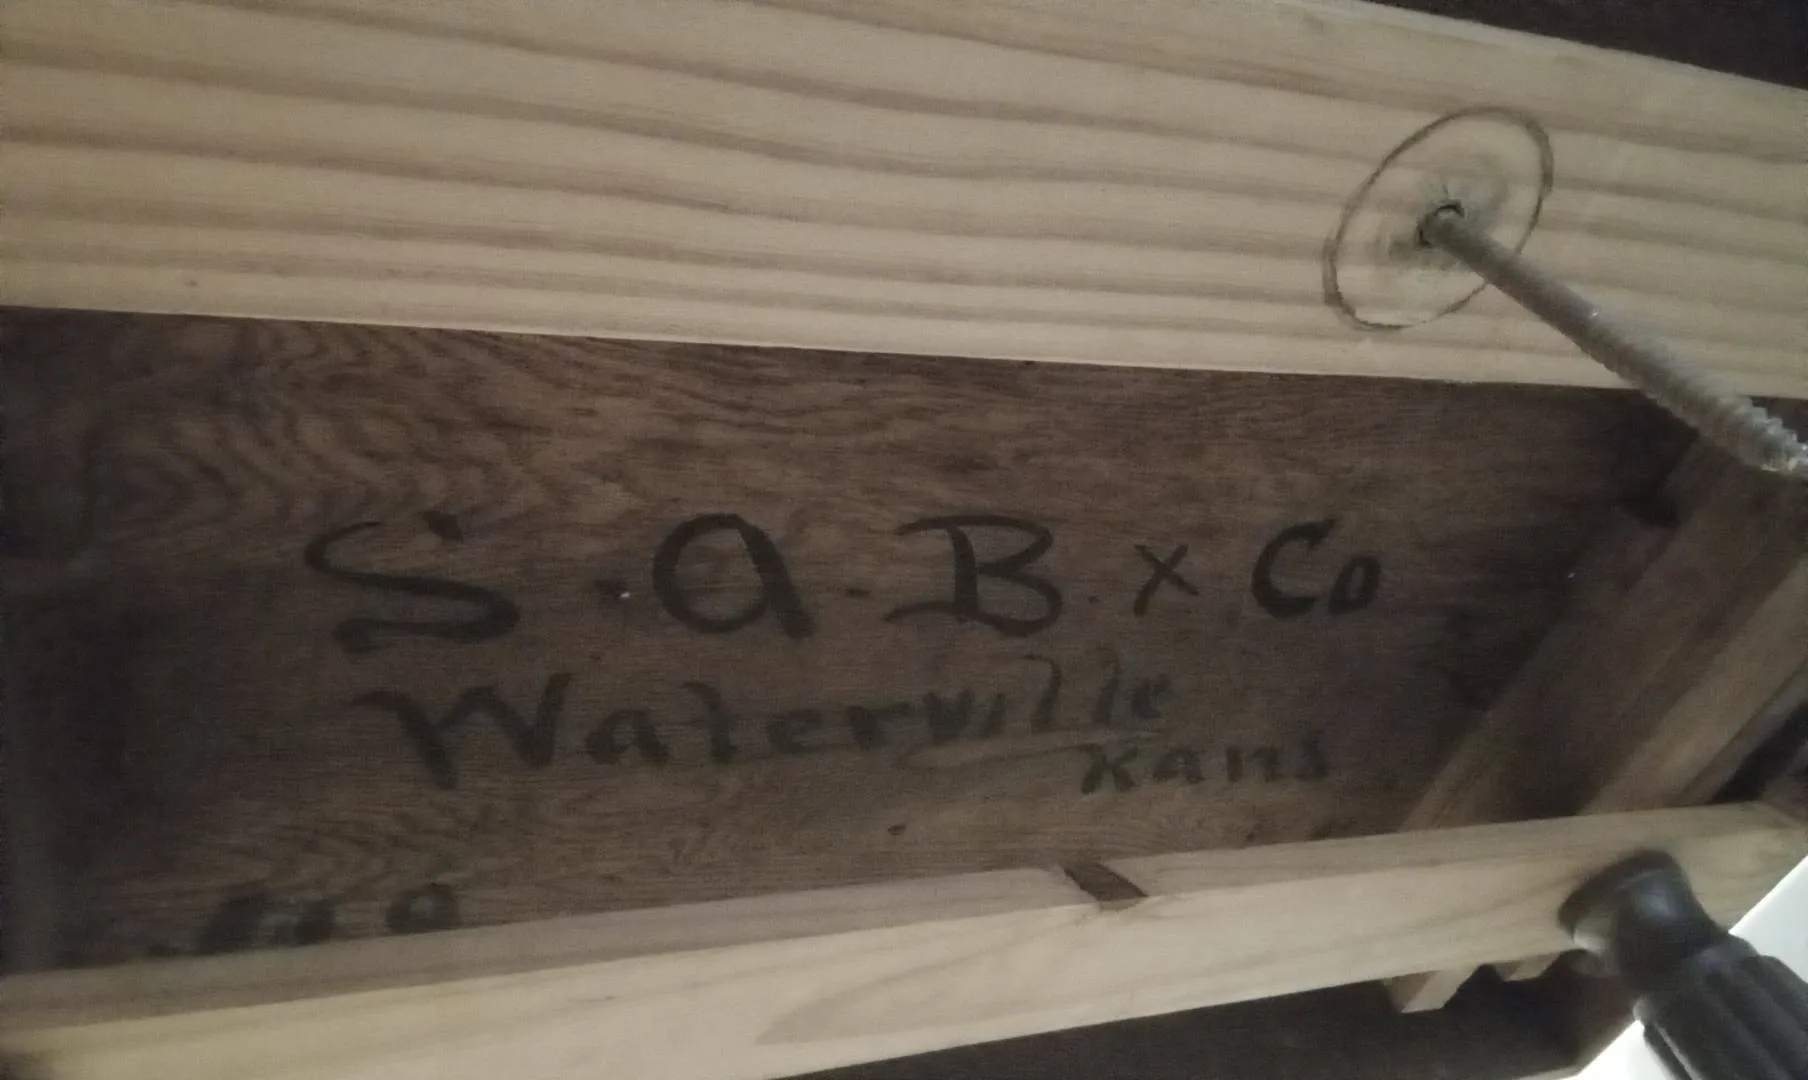 S. A. B. & Co
Waterville
Kans